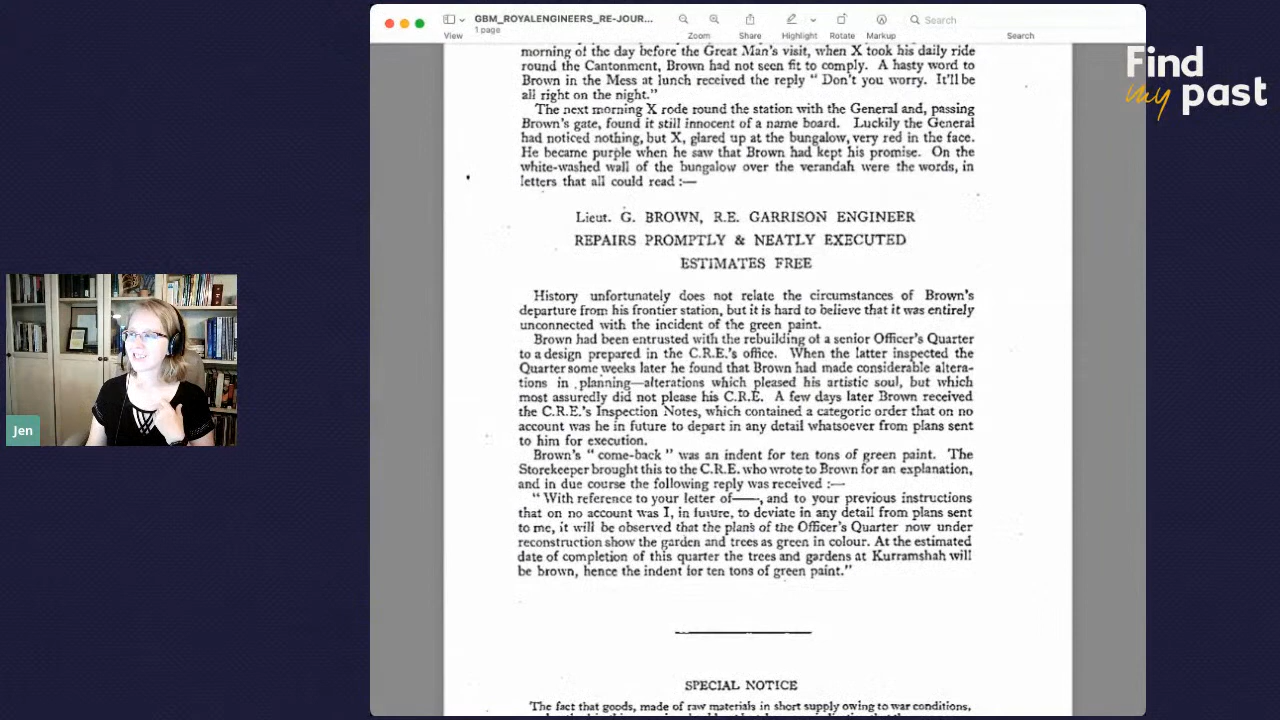 GBM_ROYALENGINEERS_RE-JOUR...
1 page
View
Zoom
Share
Highlight
Rotate
Markup
Search
Search
Find
my past
morning of the day before the Great Man's visit, when X took his daily ride
round the Cantonment, Brown had not seen fit to comply. A hasty word to
Brown in the Mess at lunch received the reply " Don't you worry. It'll be
all right on the night."
The next morning X rode round the station with the General and, passing
Brown's gate, found it still innocent of a name board. Luckily the General
had noticed nothing, but X, glared up at the bungalow, very red in the face.
He became purple when he saw that Brown had kept his promise. On the
white-washed wall of the bungalow over the verandah were the words, in
letters that all could read :—
Lieut. G. BROWN, R.E. GARRISON ENGINEER
REPAIRS PROMPTLY & NEATLY EXECUTED
ESTIMATES FREE
History unfortunately does not relate the circumstances of Brown's
departure from his frontier station, but it is hard to believe that it was entirely
unconnected with the incident of the green paint.
Brown had been entrusted with the rebuilding of a senior Officer's Quarter
to a design prepared in the C.R.E.'s office. When the latter inspected the
Quarter some weeks later he found that Brown had made considerable altera-
tions in planning—alterations which pleased his artistic soul, but which
most assuredly did not please his C.R.E. A few days later Brown received
the C.R.E.'s Inspection Notes, which contained a categoric order that on no
account was he in future to depart in any detail whatsoever from plans sent
to him for execution.
Brown's " come-back " was an indent for ten tons of green paint. The
Storekeeper brought this to the C.R.E. who wrote to Brown for an explanation,
and in due course the following reply was received :—
" With reference to your letter of——, and to your previous instructions
that on no account was I, in future, to deviate in any detail from plans sent
to me, it will be observed that the plans of the Officer's Quarter now under
reconstruction show the garden and trees as green in colour. At the estimated
date of completion of this quarter the trees and gardens at Kurramshah will
be brown, hence the indent for ten tons of green paint."
SPECIAL NOTICE
The fact that goods, made of raw materials in short supply owing to war conditions,
Jen